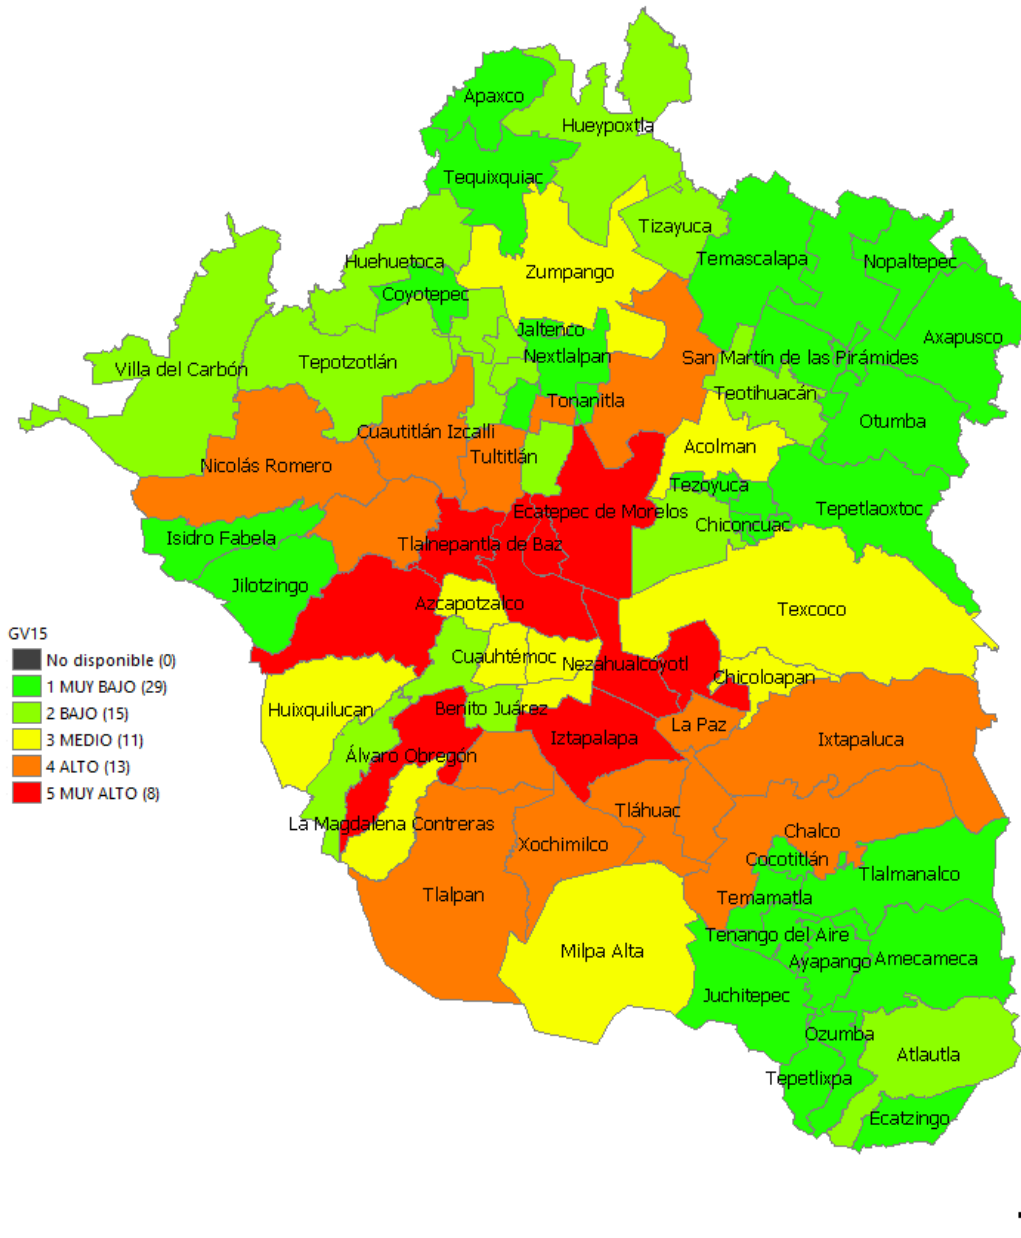 Apaxco
Hueypoxtla
Tequixquiac
Tizayuca
Temascalapa
Nopaltepec
Huehuetoca
Zumpango
Coyotepec
Jaltenco
Axapusco
Nextlalpan
San Martín de las Pirámides
Villa del Carbón
Tepotzotlán
Teotihuacán
Tonanitla
Otumba
Cuautitlán Izcalli
Acolman
Tultitlán
Nicolás Romero
Tezoyuca
Tepetlaoxtoc
Ecatepec de Morelos
Chiconcuac
Isidro Fabela
Tlalnepantla de Baz
Jilotzingo
Azcapotzalco
Texcoco
GV15
No disponible (0)
1 MUY BAJO (29)
2 BAJO (15)
3 MEDIO (11)
4 ALTO (13)
5 MUY ALTO (8)
Cuauhtémoc
Nezahualcóyotl
Chicoloapan
Huixquilucan
Benito Juárez
La Paz
Iztapalapa
Ixtapaluca
Álvaro Obregón
Tláhuac
La Magdalena Contreras
Chalco
Xochimilco
Cocotitlán
Tlalmanalco
Tlalpan
Temamatla
Tenango del Aire
Milpa Alta
Ayapango
Amecameca
Juchitepec
Ozumba
Atlautla
Tepetlixpa
Ecatzingo